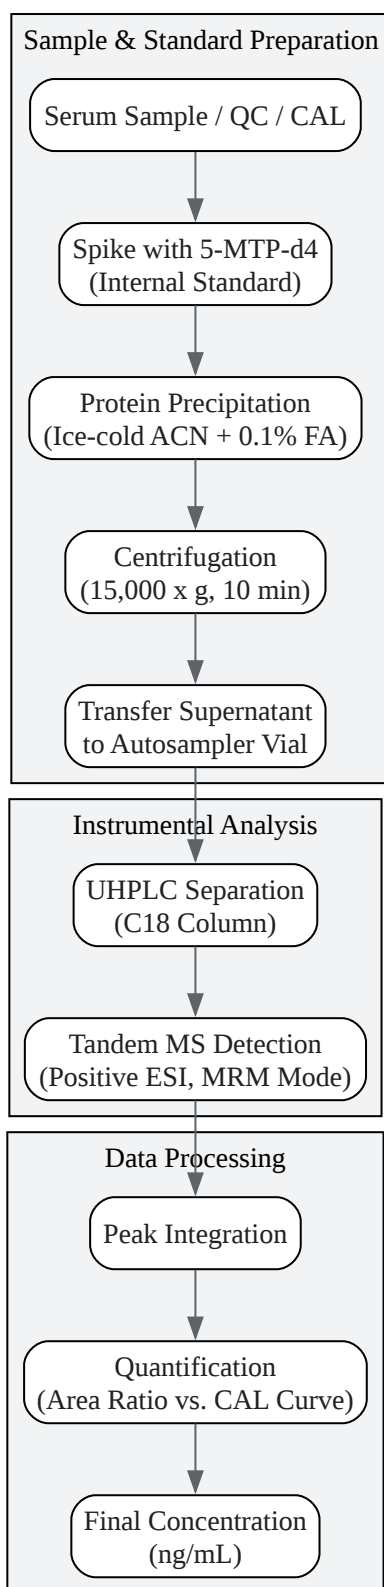 Sample & Standard Preparation
Serum Sample / QC / CAL
Spike with 5-MTP-d4
(Internal Standard)
Protein Precipitation
(Ice-cold ACN + 0.1% FA)
Centrifugation
(15,000 x g, 10 min)
Transfer Supernatant
to Autosampler Vial
Instrumental Analysis
UHPLC Separation
(C18 Column)
Tandem MS Detection
(Positive ESI, MRM Mode)
Data Processing
Peak Integration
Quantification
(Area Ratio vs. CAL Curve)
Final Concentration
(ng/mL)